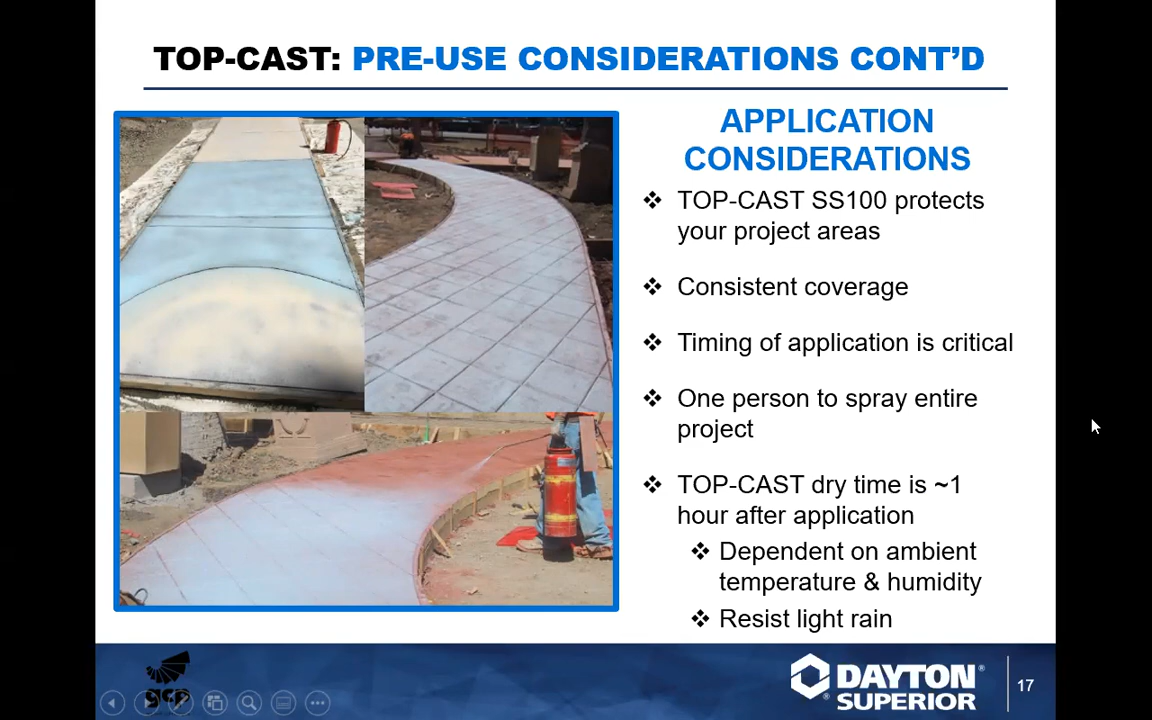 TOP-CAST: PRE-USE CONSIDERATIONS CONT'D
APPLICATION
CONSIDERATIONS
TOP-CAST SS100 protects
your project areas
Consistent coverage
Timing of application is critical
One person to spray entire
project
TOP-CAST dry time is ~1
hour after application
Dependent on ambient
temperature & humidity
Resist light rain
gcp
DAYTON®
®SUPERIOR
17